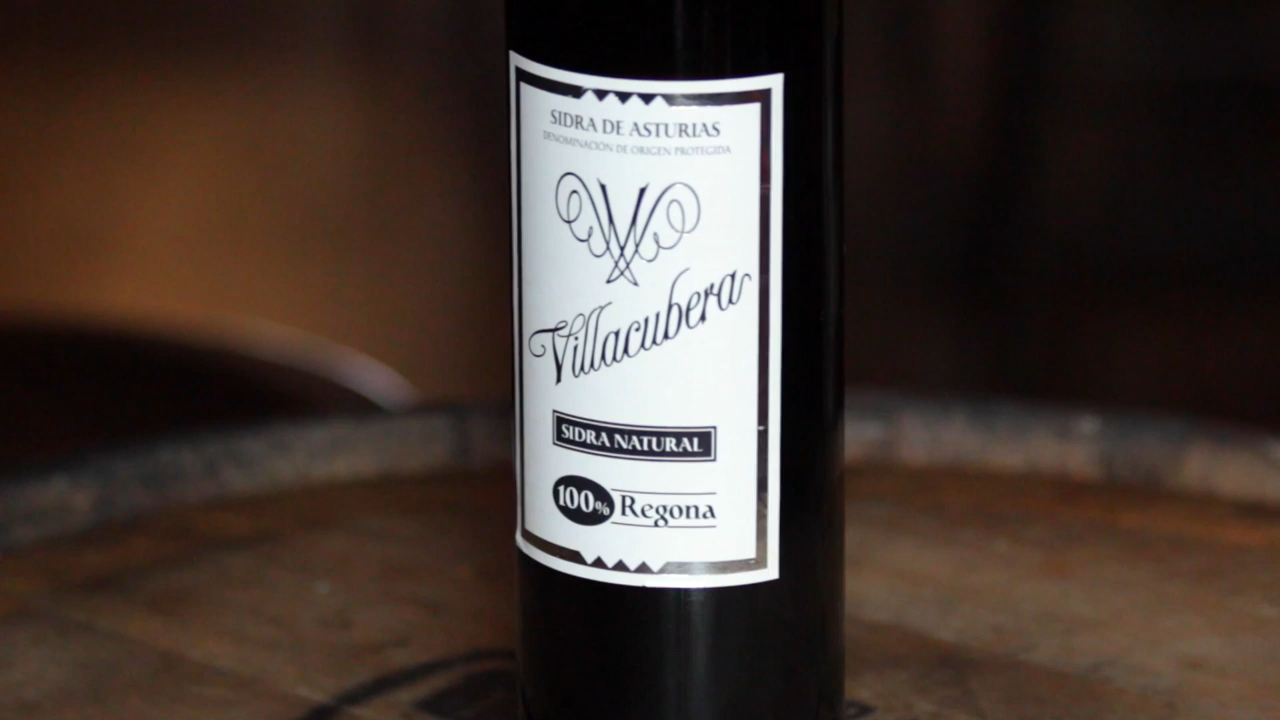 SIDRA DE ASTURIAS
DENOMINACIÓN DE ORIGEN PROTEGIDA
Villacubera
SIDRA NATURAL
100% Regona